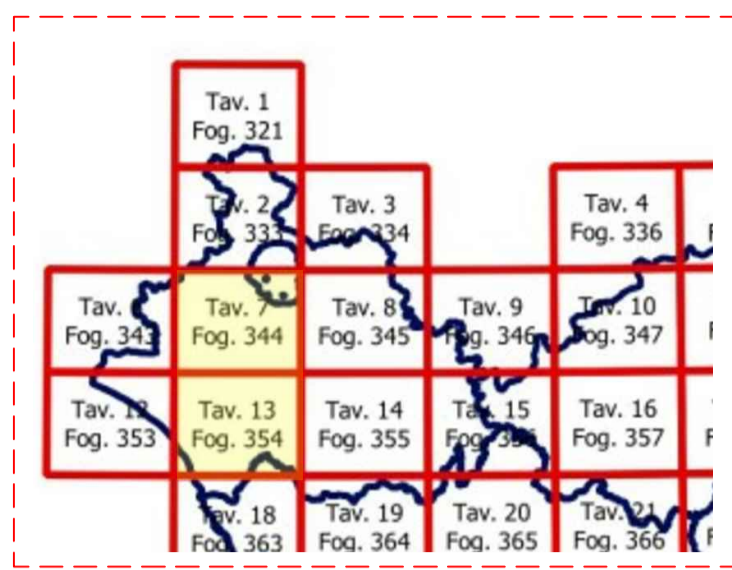 Tav. 1
Fog. 321
Tav. 2
Fog. 333
Tav. 3
Fog. 334
Tav. 4
Fog. 336
Tav.
Fog. 343
Tav. 7
Fog. 344
Tav. 8
Fog. 345
Tav. 9
Fog. 346
Tav. 10
Fog. 347
Tav. 12
Fog. 353
Tav. 13
Fog. 354
Tav. 14
Fog. 355
Tav. 15
Fog. 356
Tav. 16
Fog. 357
Tav. 18
Fog. 363
Tav. 19
Fog. 364
Tav. 20
Fog. 365
Tav. 21
Fog. 366